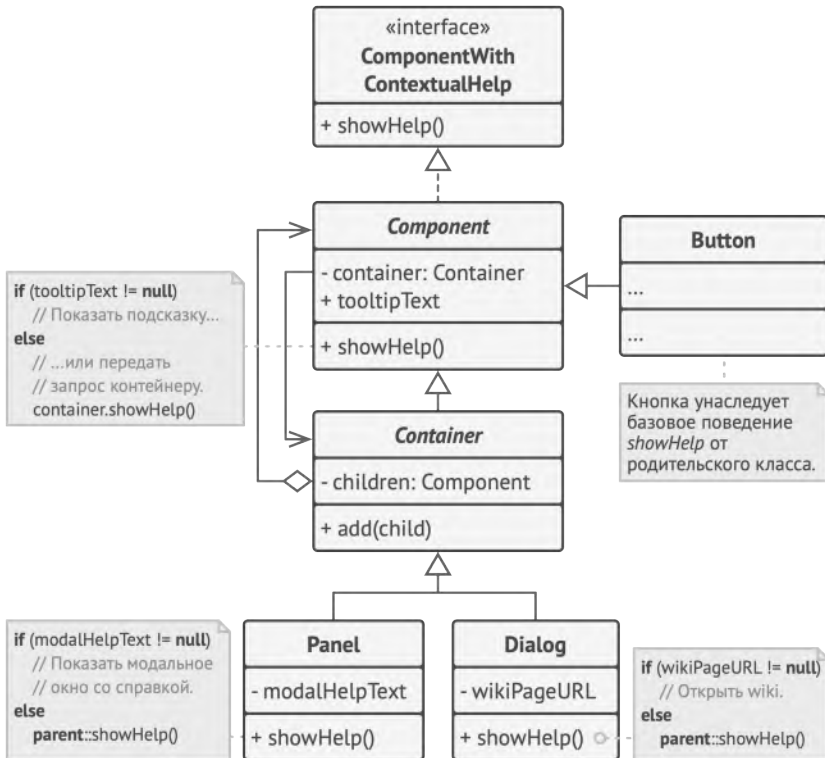 «interface»
ComponentWith
ContextualHelp
+ showHelp()
Component
- container: Container
+ tooltipText
+ showHelp()
Button
...
...
if (tooltipText != null)
// Показать подсказку...
else
// ...или передать
// запрос контейнеру.
container.showHelp()
Кнопка унаследует
базовое поведение
showHelp от
родительского класса.
Container
- children: Component
+ add(child)
if (modalHelpText != null)
// Показать модальное
// окно со справкой.
else
parent::showHelp()
Panel
- modalHelpText
+ showHelp()
Dialog
- wikiPageURL
+ showHelp()
if (wikiPageURL != null)
// Открыть wiki.
else
parent::showHelp()